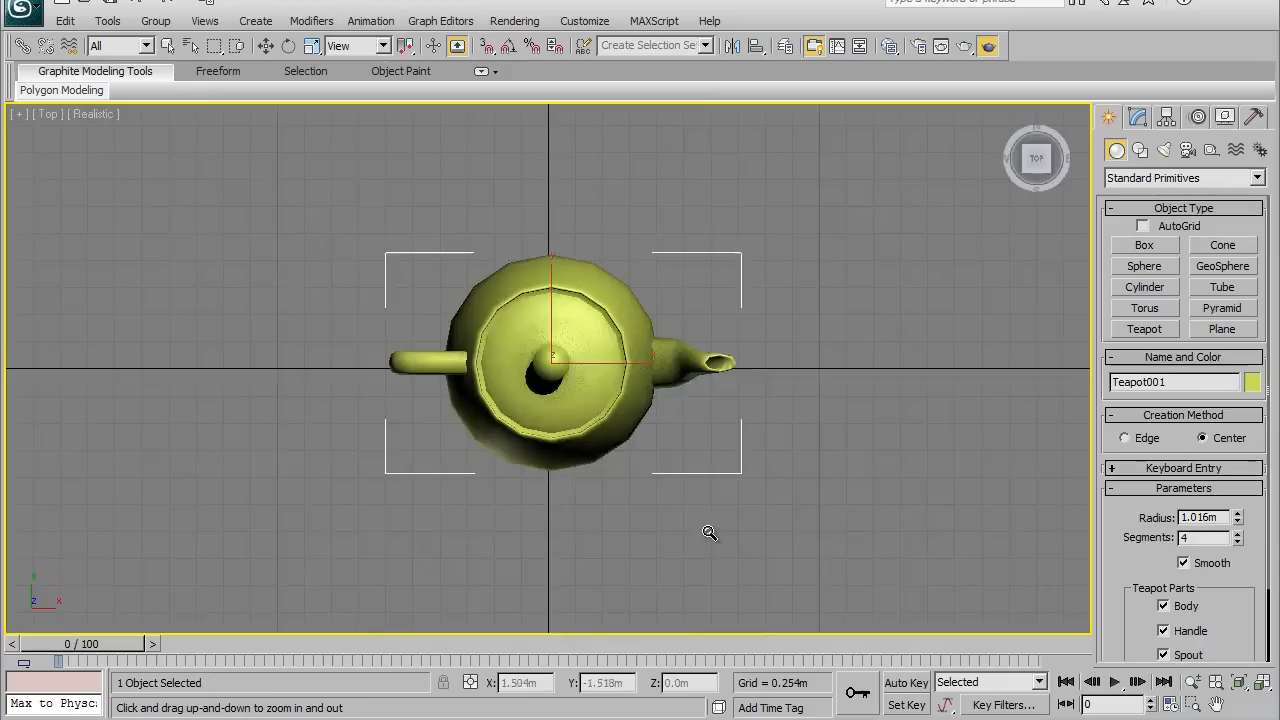 Edit Tools Group Views Create Modifiers Animation Graph Editors Rendering Customize MAXScript Help
All View Create Selection Se
Graphite Modeling Tools Freeform Selection Object Paint
Polygon Modeling
[ + ] [ Top ] [ Realistic ]
TOP
Standard Primitives
- Object Type
AutoGrid
Box Cone
Sphere GeoSphere
Cylinder Tube
Torus Pyramid
Teapot Plane
- Name and Color
Teapot001
- Creation Method
Edge Center
+ Keyboard Entry
- Parameters
Radius: 1.016m
Segments: 4
Smooth
Teapot Parts
Body
Handle
Spout
y
x
z
y
z x
< 0 / 100 >
1 Object Selected X: 1.504m Y: -1.518m Z: 0.0m Grid = 0.254m Auto Key Selected
Max to Physc: Click and drag up-and-down to zoom in and out Add Time Tag Set Key Key Filters... 0